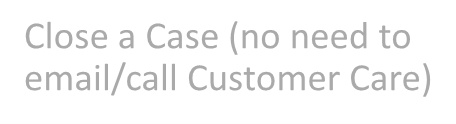 Close a Case (no need to
email/call Customer Care)